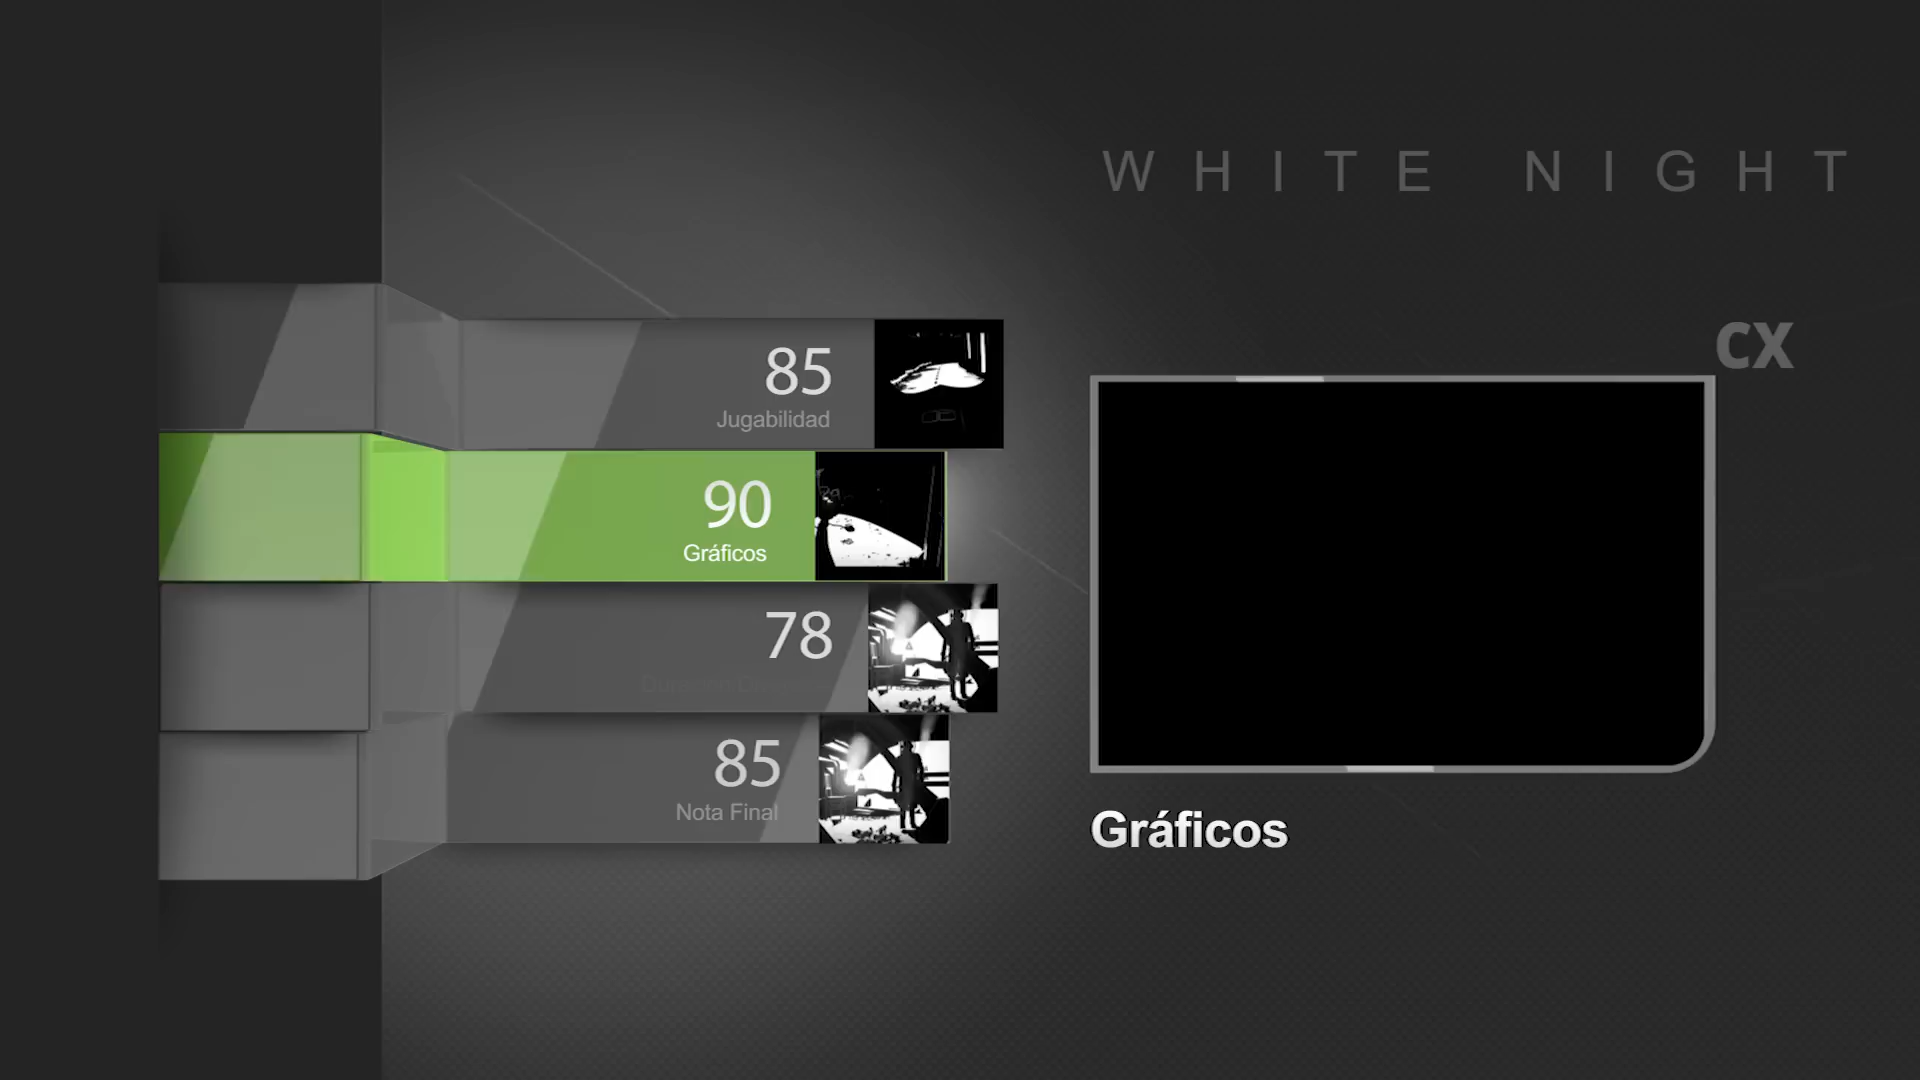 WHITE NIGHT
CX
85
Jugabilidad
90
Gráficos
78
85
Nota Final
Gráficos